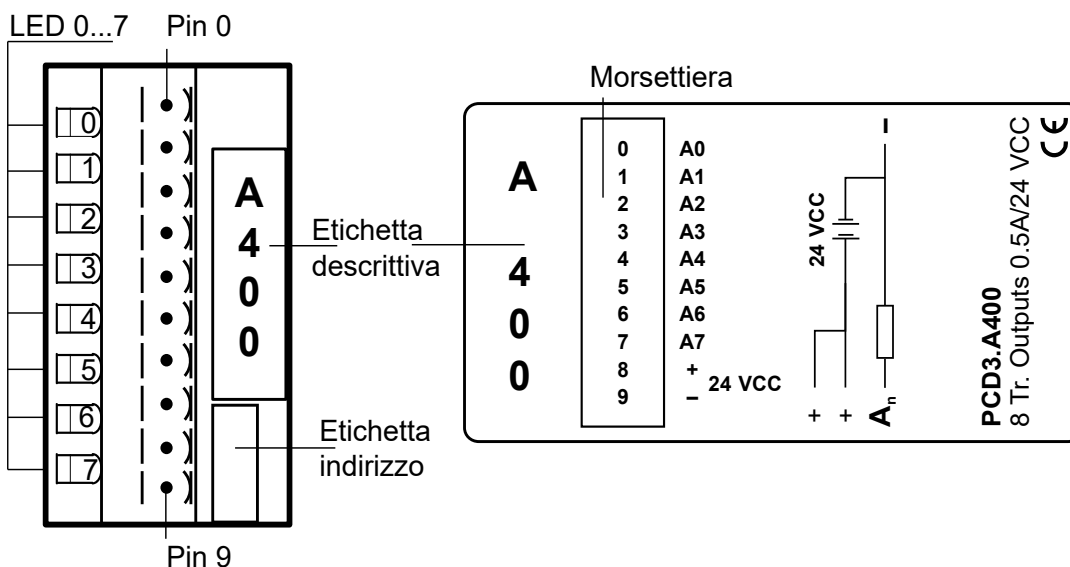 LED 0...7
Pin 0
0
1
2
3
4
5
6
7
A
4
0
0
Etichetta
descrittiva
Etichetta
indirizzo
Pin 9
Morsettiera
A
4
0
0
0 A0
1 A1
2 A2
3 A3
4 A4
5 A5
6 A6
7 A7
8 +
9 −
24 VCC
24 VCC
−
+ + An
PCD3.A400
8 Tr. Outputs 0.5A/24 VCC
CE